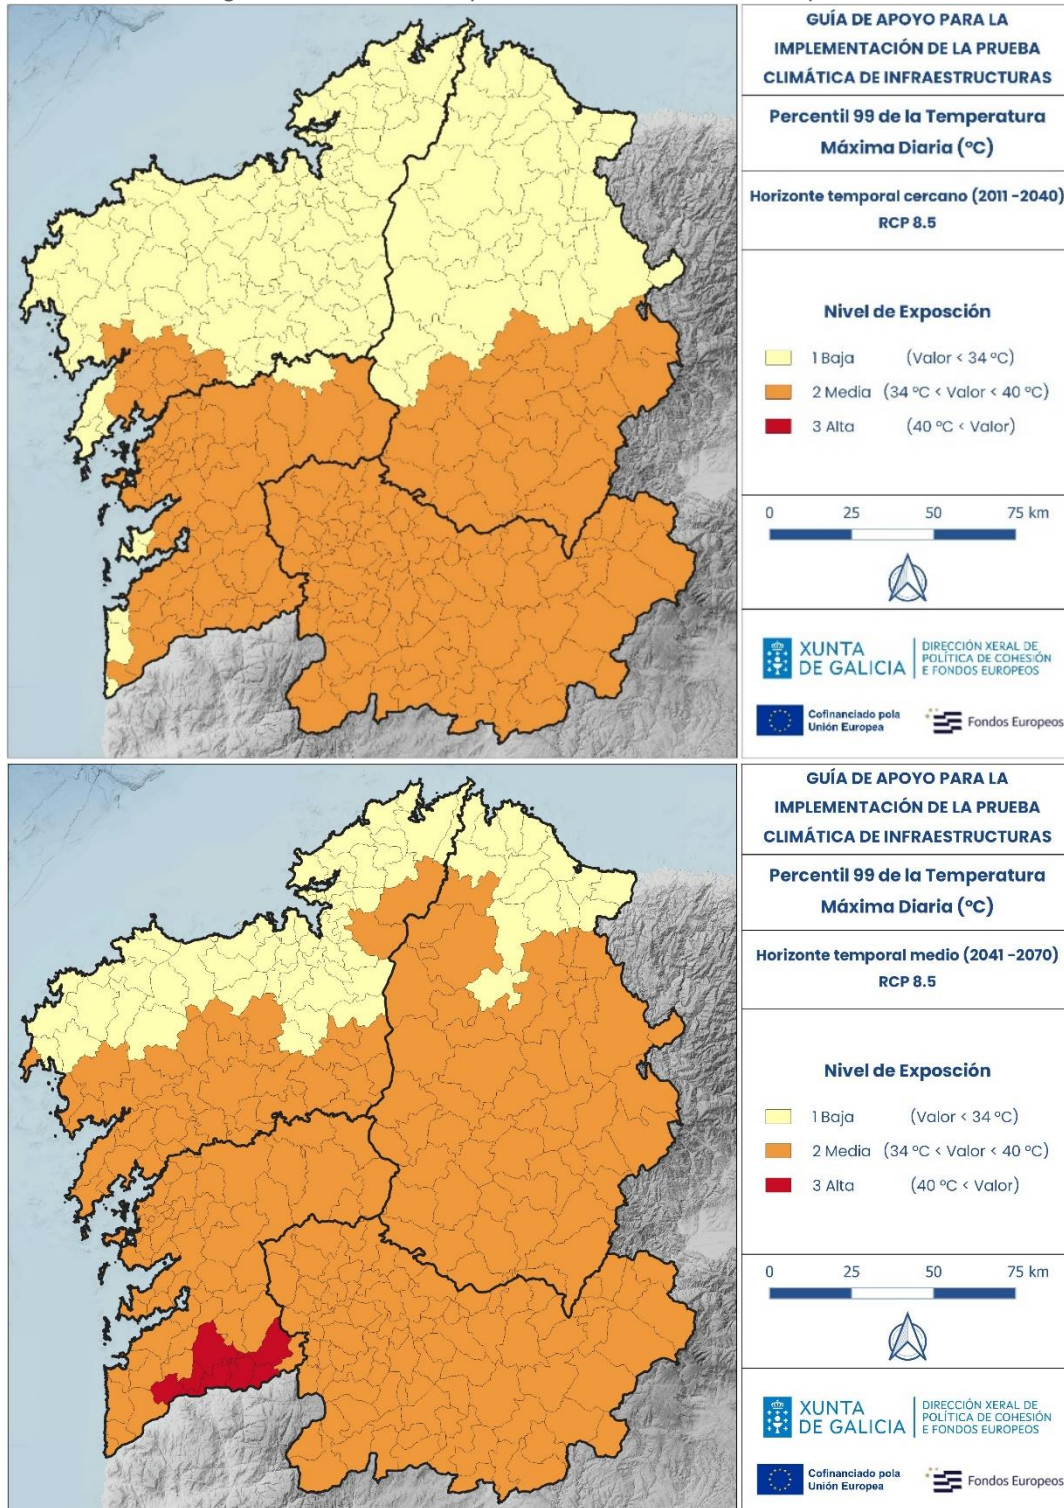 GUÍA DE APOYO PARA LA
IMPLEMENTACIÓN DE LA PRUEBA
CLIMÁTICA DE INFRAESTRUCTURAS
Percentil 99 de la Temperatura
Máxima Diaria (ºC)
Horizonte temporal cercano (2011 -2040)
RCP 8.5
Nivel de Exposción
1 Baja (Valor < 34 ºC)
2 Media (34 ºC < Valor < 40 ºC)
3 Alta (40 ºC < Valor)
0 25 50 75 km
XUNTA
DE GALICIA
DIRECCIÓN XERAL DE
POLÍTICA DE COHESIÓN
E FONDOS EUROPEOS
Cofinanciado pola
Unión Europea
Fondos Europeos
GUÍA DE APOYO PARA LA
IMPLEMENTACIÓN DE LA PRUEBA
CLIMÁTICA DE INFRAESTRUCTURAS
Percentil 99 de la Temperatura
Máxima Diaria (ºC)
Horizonte temporal medio (2041 -2070)
RCP 8.5
Nivel de Exposción
1 Baja (Valor < 34 ºC)
2 Media (34 ºC < Valor < 40 ºC)
3 Alta (40 ºC < Valor)
0 25 50 75 km
XUNTA
DE GALICIA
DIRECCIÓN XERAL DE
POLÍTICA DE COHESIÓN
E FONDOS EUROPEOS
Cofinanciado pola
Unión Europea
Fondos Europeos